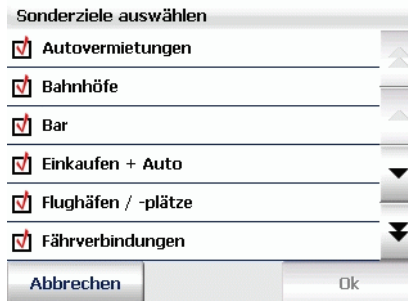 Sonderziele auswählen
Autovermietungen
Bahnhöfe
Bar
Einkaufen + Auto
Flughäfen / -plätze
Fährverbindungen
Abbrechen
Ok